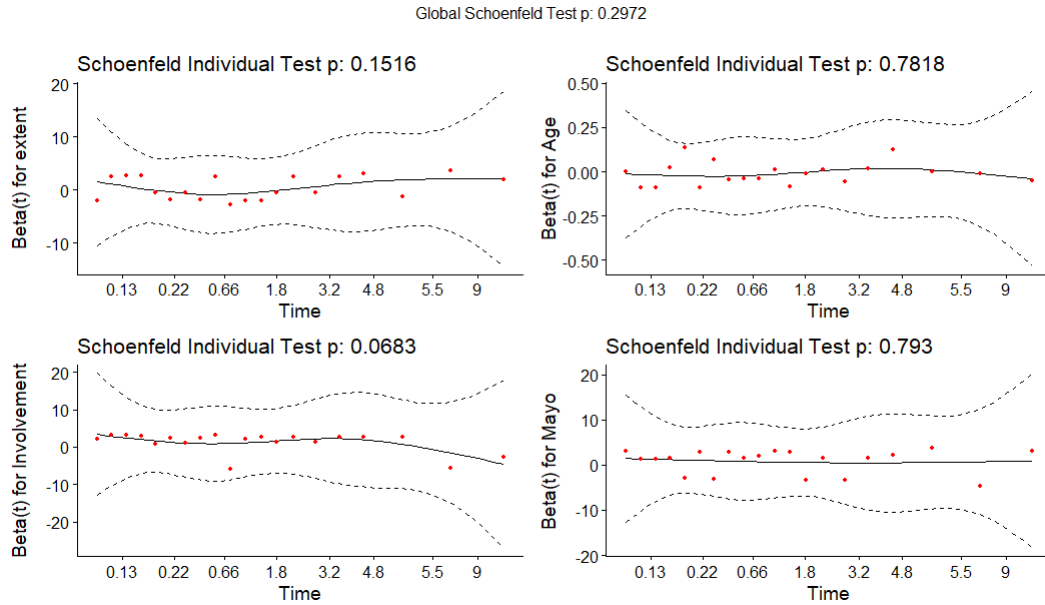 Global Schoenfeld Test p: 0.2972
Schoenfeld Individual Test p: 0.1516
Beta(t) for extent
20
10
0
-10
0.13 0.22 0.66 1.8 3.2 4.8 5.5 9
Time
Schoenfeld Individual Test p: 0.7818
Beta(t) for Age
0.50
0.25
0.00
-0.25
-0.50
0.13 0.22 0.66 1.8 3.2 4.8 5.5 9
Time
Schoenfeld Individual Test p: 0.0683
Beta(t) for Involvement
20
10
0
-10
-20
0.13 0.22 0.66 1.8 3.2 4.8 5.5 9
Time
Schoenfeld Individual Test p: 0.793
Beta(t) for Mayo
20
10
0
-10
-20
0.13 0.22 0.66 1.8 3.2 4.8 5.5 9
Time